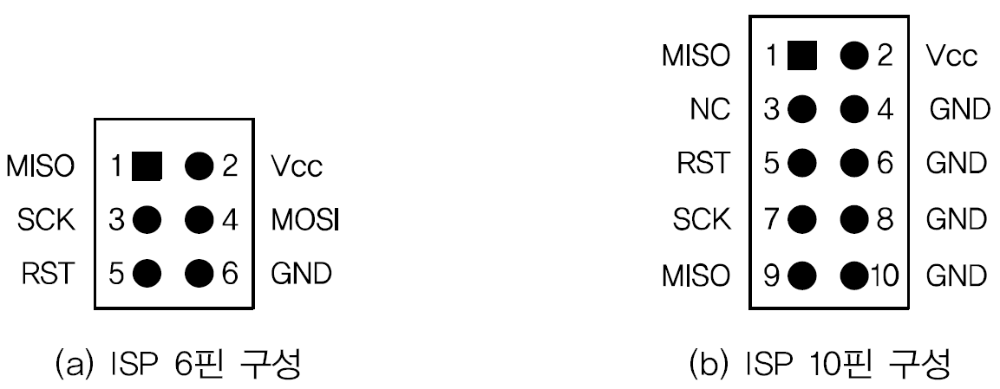 MISO 1 2 Vcc
SCK 3 4 MOSI
RST 5 6 GND
(a) ISP 6핀 구성
MISO 1 2 Vcc
NC 3 4 GND
RST 5 6 GND
SCK 7 8 GND
MISO 9 10 GND
(b) ISP 10핀 구성